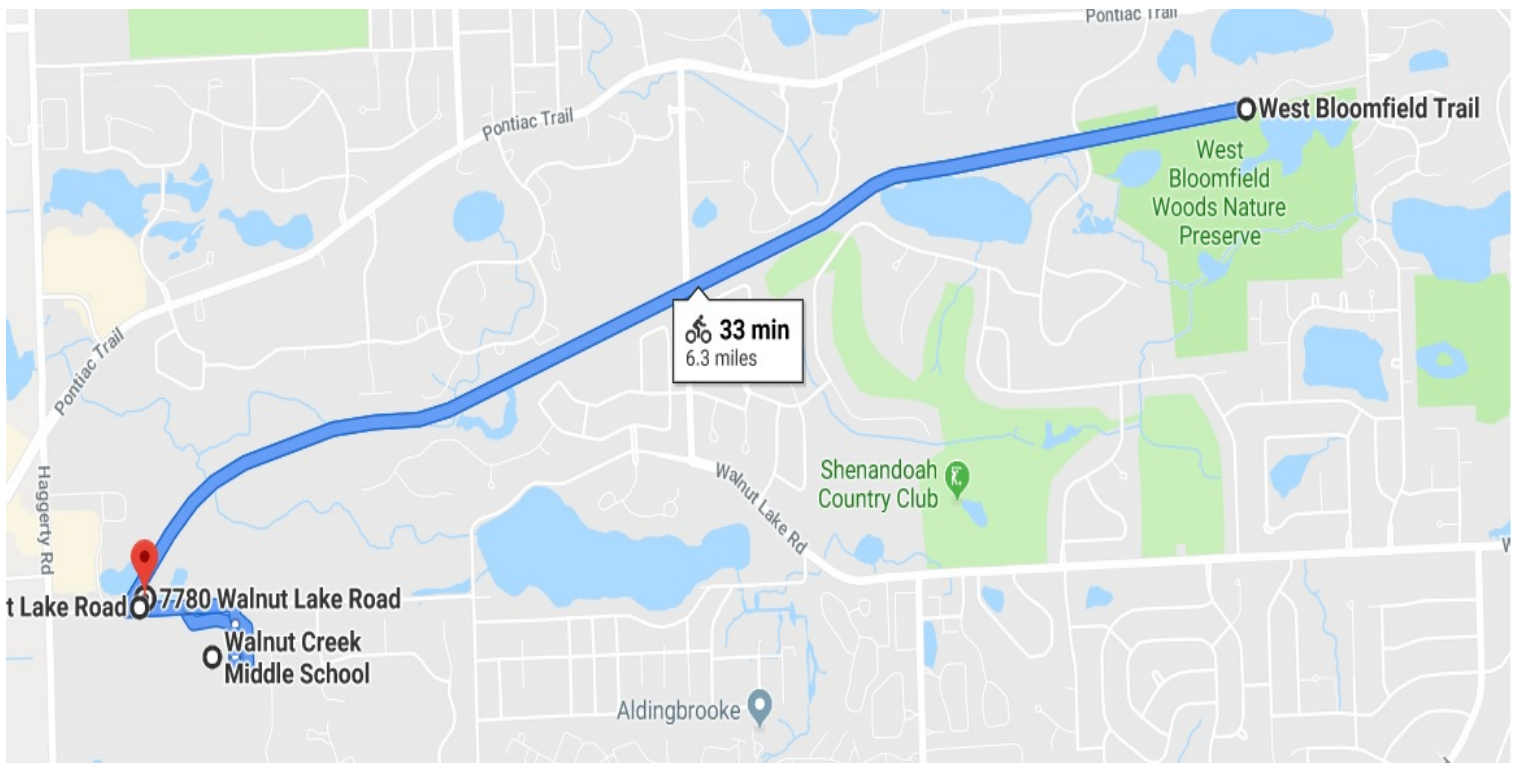 Pontiac Trail
West Bloomfield Trail
Pontiac Trail
West
Bloomfield
Woods Nature
Preserve
33 min
6.3 miles
Pontiac Trail
Haggerty Rd
Walnut Lake Rd
Shenandoah
Country Club
W
t Lake Road
7780 Walnut Lake Road
Walnut Creek
Middle School
Aldingbrooke